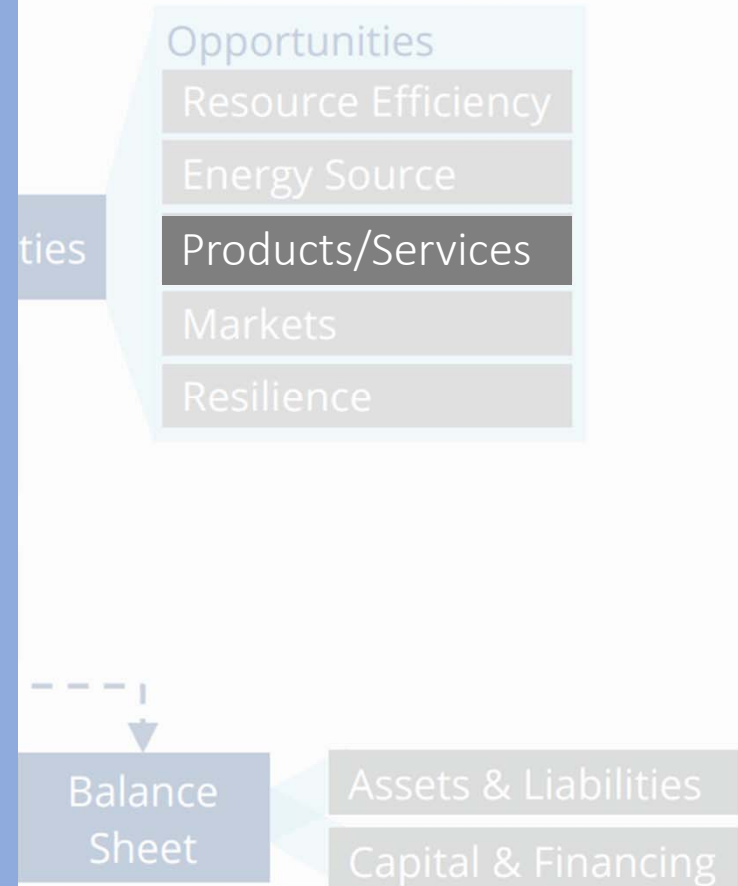 Opportunities
Resource Efficiency
Energy Source
ties
Products/Services
Markets
Resilience
Balance
Sheet
Assets & Liabilities
Capital & Financing